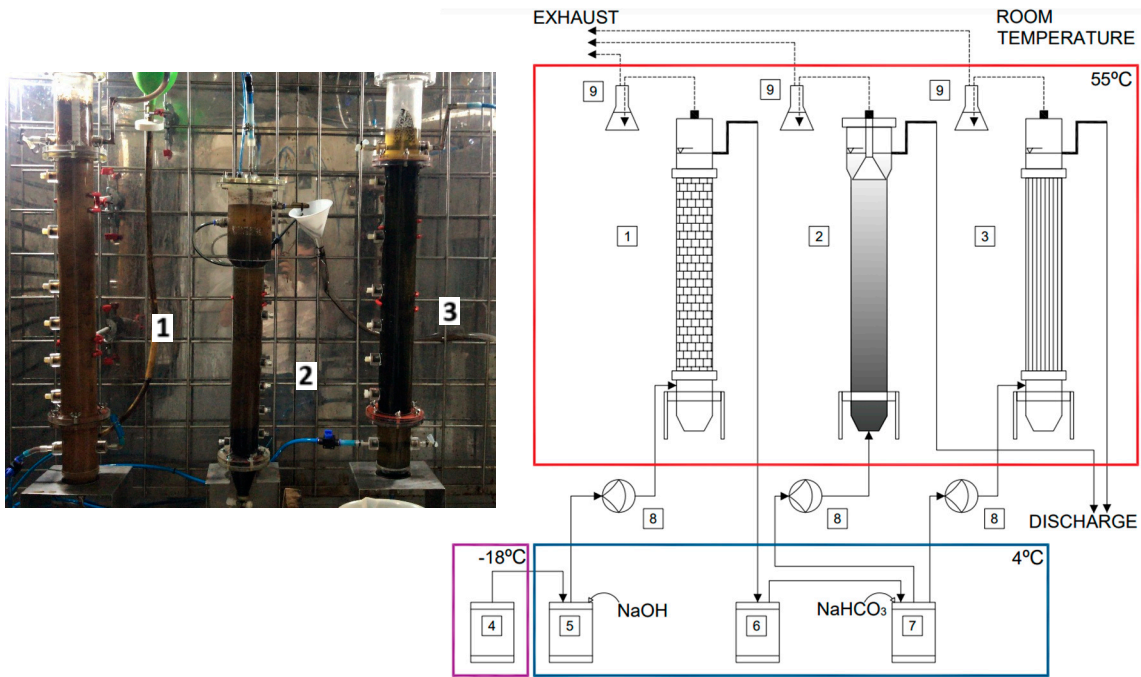 EXHAUST
ROOM
TEMPERATURE
55ºC
9
9
9
1
2
3
1
2
3
8
8
8
DISCHARGE
-18ºC
4ºC
4
5
NaOH
6
NaHCO₃
7